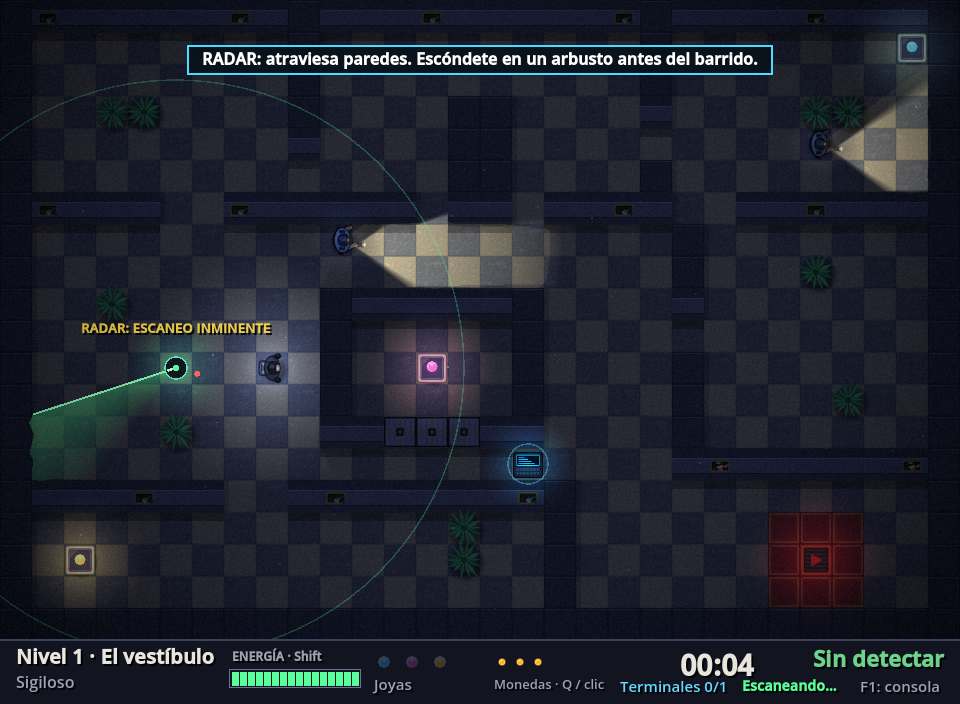 RADAR: atraviesa paredes. Escóndete en un arbusto antes del barrido.
RADAR: ESCANEO INMINENTE
Nivel 1 · El vestíbulo
Sigiloso
ENERGÍA · Shift
Joyas
Monedas · Q / clic
00:04
Terminales 0/1
Sin detectar
Escaneando...
F1: consola